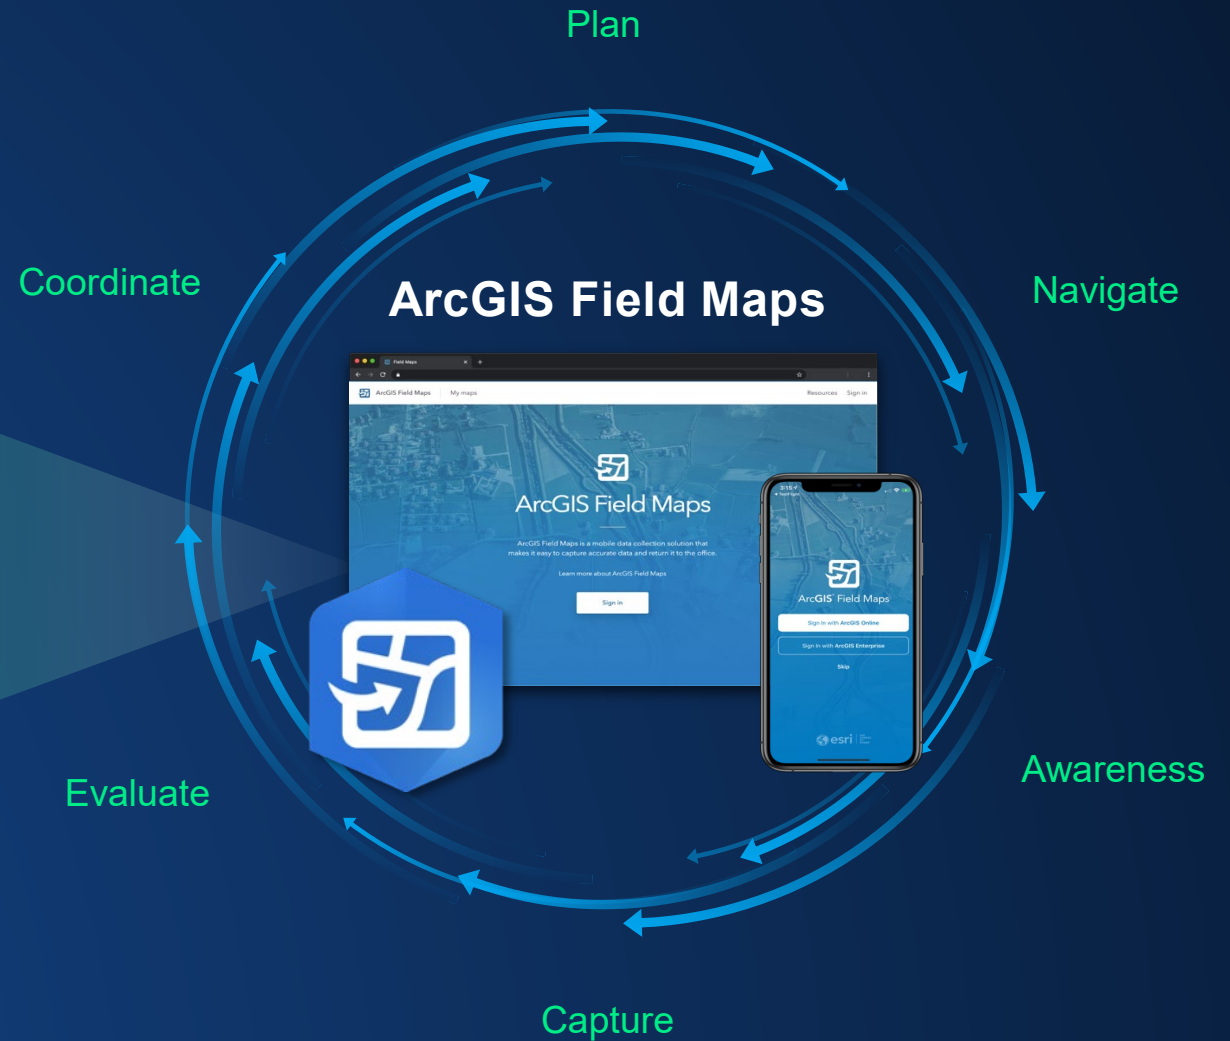 Plan
Coordinate
Navigate
ArcGIS Field Maps
Field Maps
ArcGIS Field Maps
My maps
Resources
Sign in
ArcGIS Field Maps
ArcGIS Field Maps is a mobile data collection solution that
makes it easy to capture accurate data and return it to the office.
Learn more about ArcGIS Field Maps
Sign in
3:15
ArcGIS Field Maps
Sign in with ArcGIS Online
Sign in with ArcGIS Enterprise
Skip
esri
Evaluate
Awareness
Capture